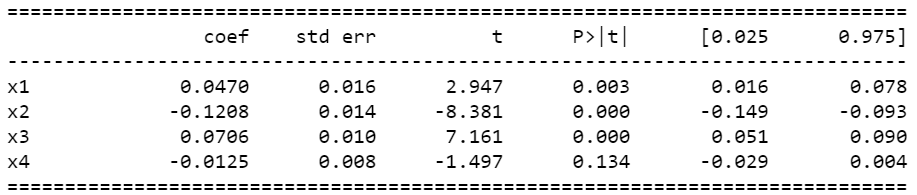 ==============================================================================
                 coef    std err          t      P>|t|      [0.025      0.975]
------------------------------------------------------------------------------
x1             0.0470      0.016      2.947      0.003       0.016       0.078
x2            -0.1208      0.014     -8.381      0.000      -0.149      -0.093
x3             0.0706      0.010      7.161      0.000       0.051       0.090
x4            -0.0125      0.008     -1.497      0.134      -0.029       0.004
==============================================================================